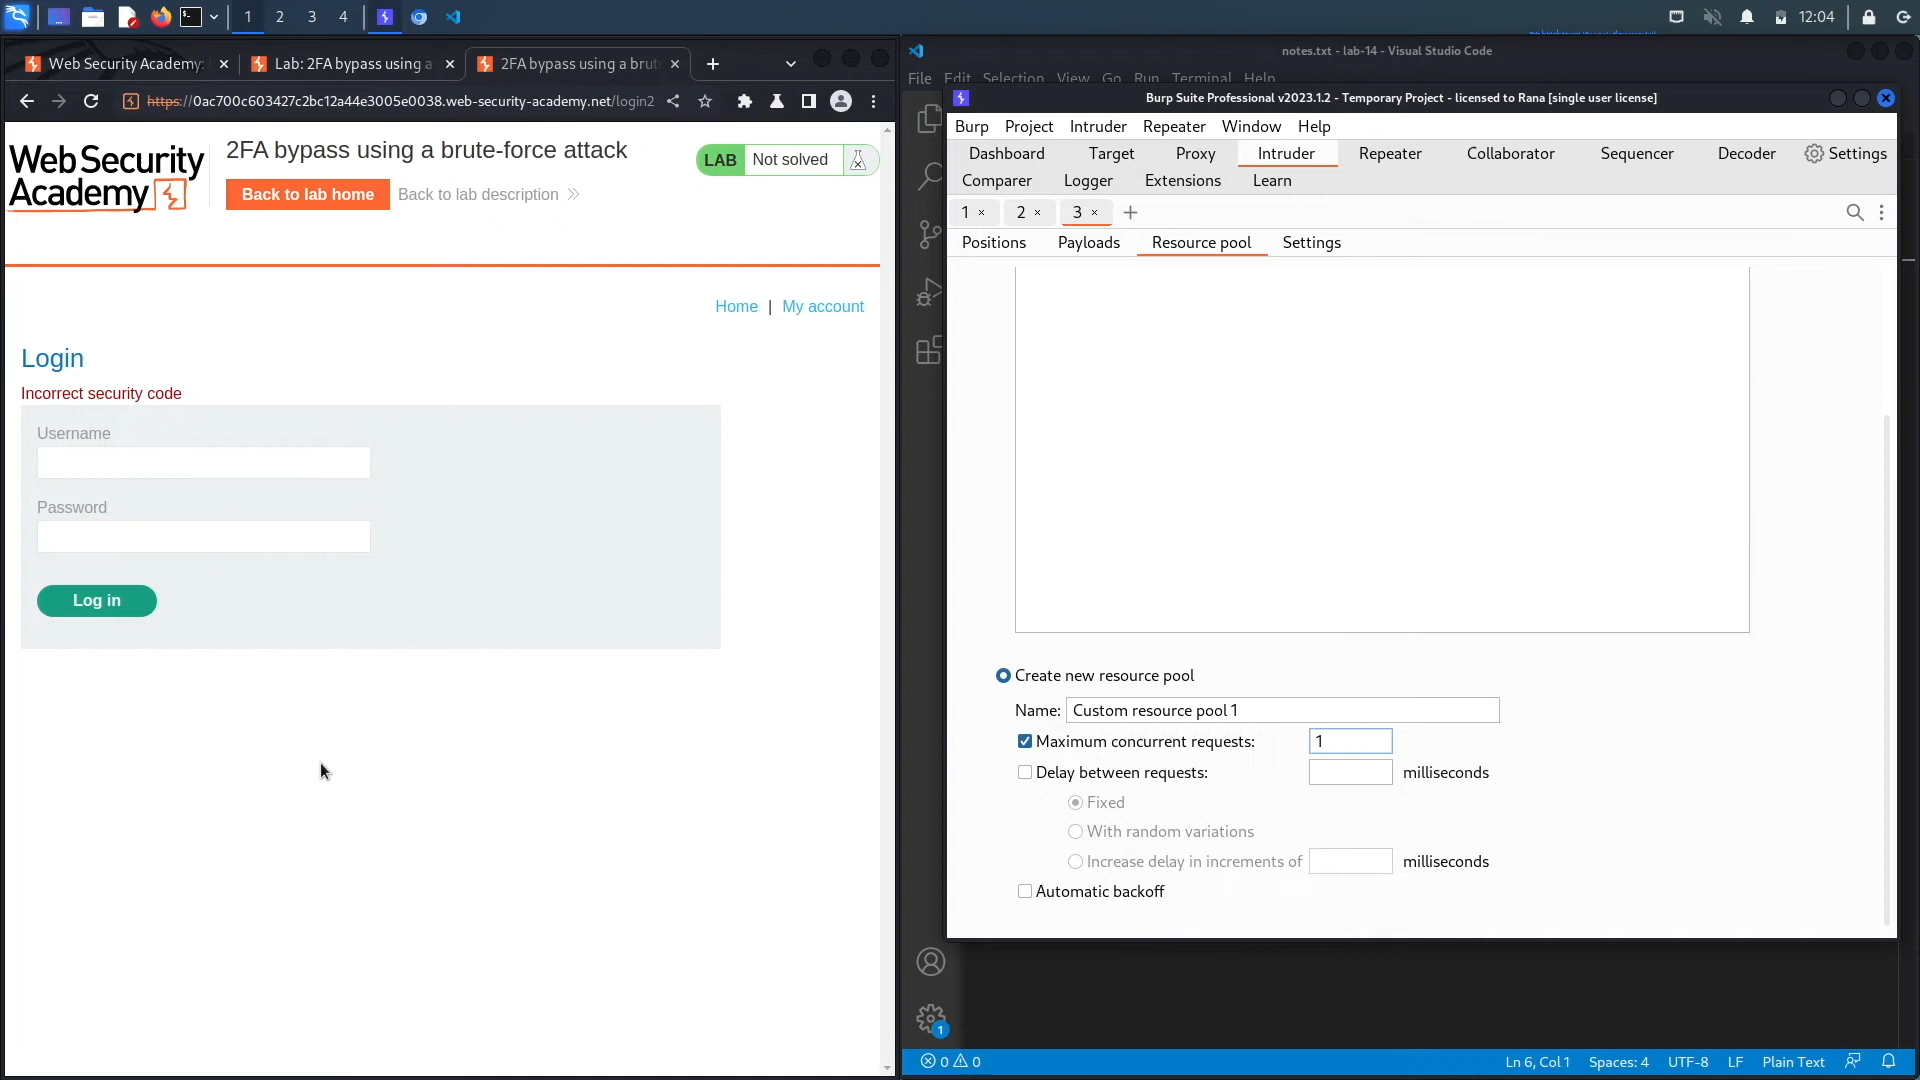 1 2 3 4
12:04
Web Security Academy:
Lab: 2FA bypass using a
2FA bypass using a brut
https://0ac700c603427c2bc12a44e3005e0038.web-security-academy.net/login2
Web Security
Academy
2FA bypass using a brute-force attack
Back to lab home
Back to lab description
LAB Not solved
Home | My account
Login
Incorrect security code
Username
Password
Log in
notes.txt - lab-14 - Visual Studio Code
File Edit Selection View Go Run Terminal Help
Burp Suite Professional v2023.1.2 - Temporary Project - licensed to Rana [single user license]
Burp Project Intruder Repeater Window Help
Dashboard Target Proxy Intruder Repeater Collaborator Sequencer Decoder Settings
Comparer Logger Extensions Learn
1 × 2 × 3 × +
Positions Payloads Resource pool Settings
Create new resource pool
Name: Custom resource pool 1
Maximum concurrent requests: 1
Delay between requests: milliseconds
Fixed
With random variations
Increase delay in increments of milliseconds
Automatic backoff
1
0 0
Ln 6, Col 1 Spaces: 4 UTF-8 LF Plain Text